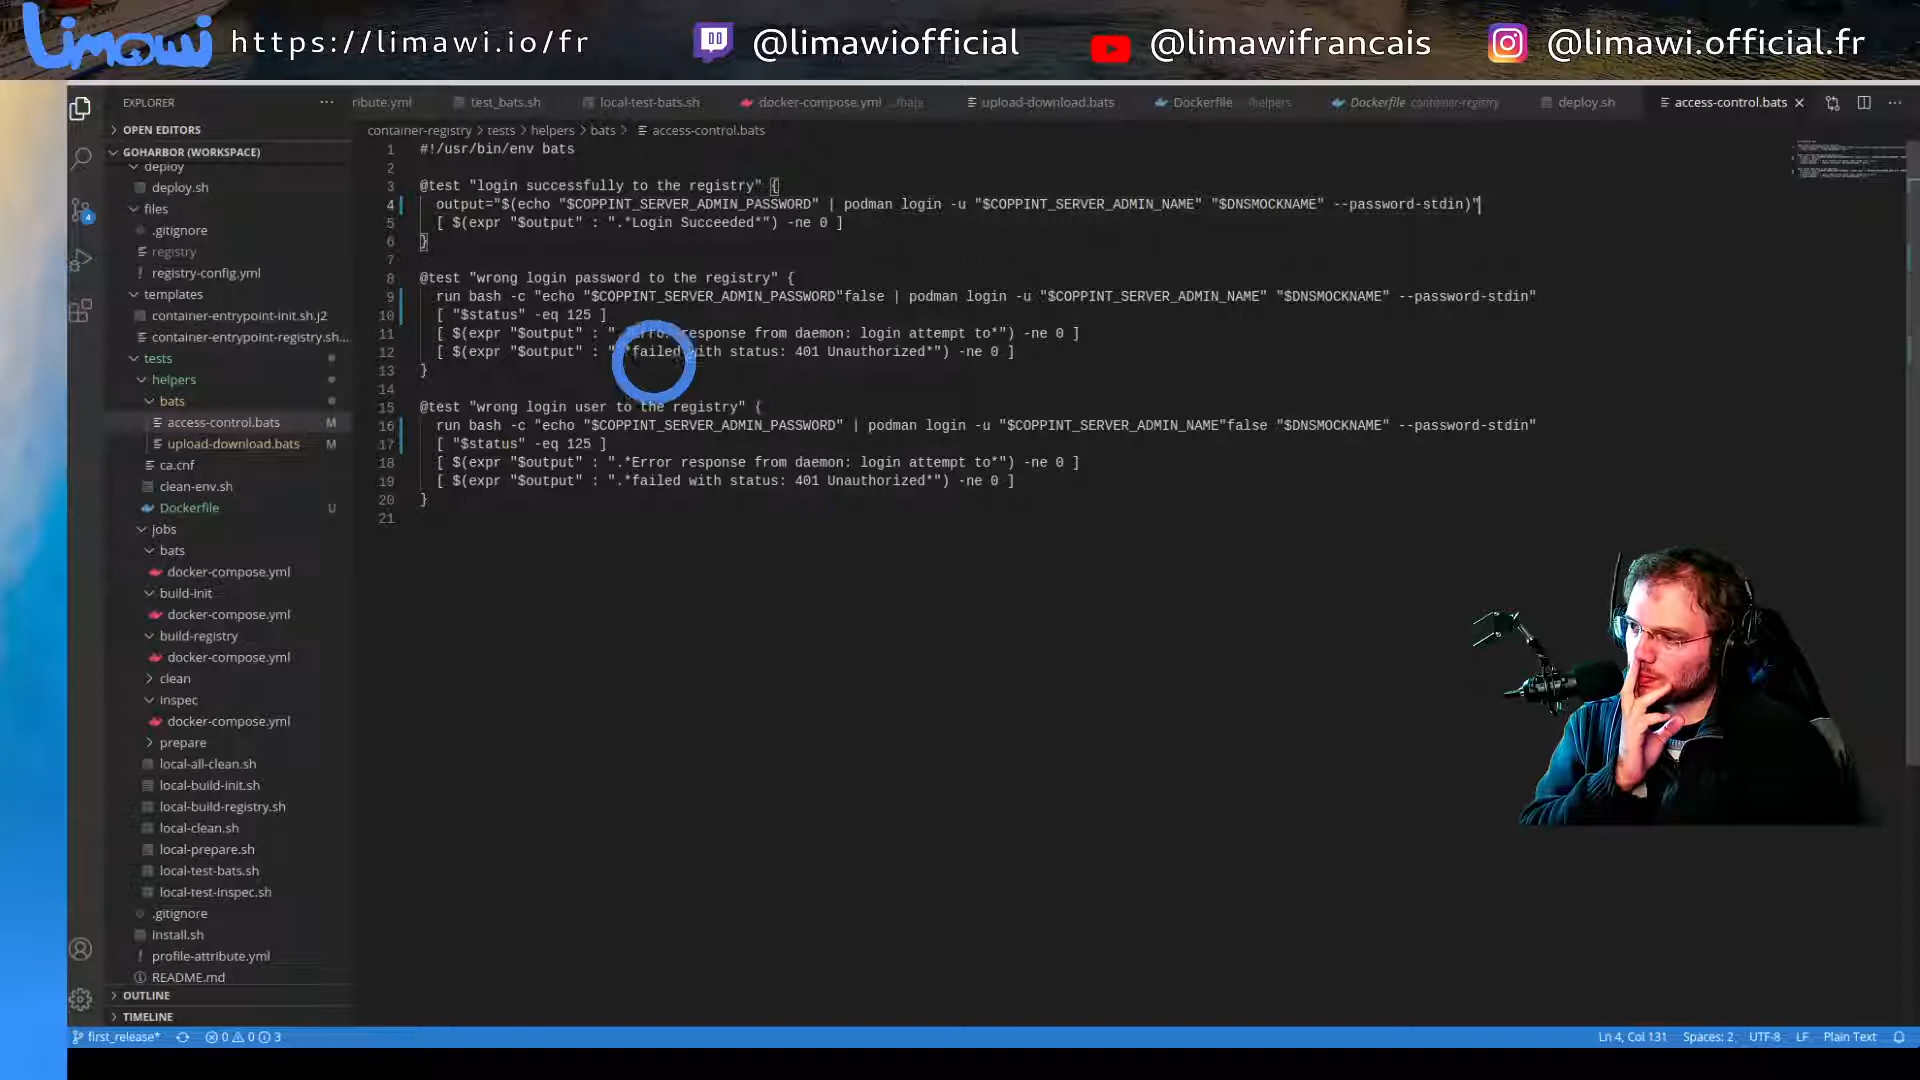 Limawi https://limawi.io/fr @limawiofficial @limawifrancais @limawi.official.fr
EXPLORER
OPEN EDITORS
GOHARBOR (WORKSPACE)
deploy
deploy.sh
files
.gitignore
registry
registry-config.yml
templates
container-entrypoint-init.sh.j2
container-entrypoint-registry.sh...
tests
helpers
bats
access-control.bats M
upload-download.bats M
ca.cnf
clean-env.sh
Dockerfile U
jobs
bats
docker-compose.yml
build-init
docker-compose.yml
build-registry
docker-compose.yml
clean
inspec
docker-compose.yml
prepare
local-all-clean.sh
local-build-init.sh
local-build-registry.sh
local-clean.sh
local-prepare.sh
local-test-bats.sh
local-test-inspec.sh
.gitignore
install.sh
profile-attribute.yml
README.md
OUTLINE
TIMELINE
ribute.yml test_bats.sh local-test-bats.sh docker-compose.yml .../bats upload-download.bats Dockerfile .../helpers Dockerfile container-registry deploy.sh access-control.bats
container-registry > tests > helpers > bats > access-control.bats
1 #!/usr/bin/env bats
2
3 @test "login successfully to the registry" {
4 output="$(echo "$COPPINT_SERVER_ADMIN_PASSWORD" | podman login -u "$COPPINT_SERVER_ADMIN_NAME" "$DNSMOCKNAME" --password-stdin)"
5 [ $(expr "$output" : ".*Login Succeeded*") -ne 0 ]
6 }
7
8 @test "wrong login password to the registry" {
9 run bash -c "echo "$COPPINT_SERVER_ADMIN_PASSWORD"false | podman login -u "$COPPINT_SERVER_ADMIN_NAME" "$DNSMOCKNAME" --password-stdin"
10 [ "$status" -eq 125 ]
11 [ $(expr "$output" : ".*Error response from daemon: login attempt to*") -ne 0 ]
12 [ $(expr "$output" : ".*failed with status: 401 Unauthorized*") -ne 0 ]
13 }
14
15 @test "wrong login user to the registry" {
16 run bash -c "echo "$COPPINT_SERVER_ADMIN_PASSWORD" | podman login -u "$COPPINT_SERVER_ADMIN_NAME"false "$DNSMOCKNAME" --password-stdin"
17 [ "$status" -eq 125 ]
18 [ $(expr "$output" : ".*Error response from daemon: login attempt to*") -ne 0 ]
19 [ $(expr "$output" : ".*failed with status: 401 Unauthorized*") -ne 0 ]
20 }
21
4
first_release* 0 0 3 Ln 4, Col 131 Spaces: 2 UTF-8 LF Plain Text